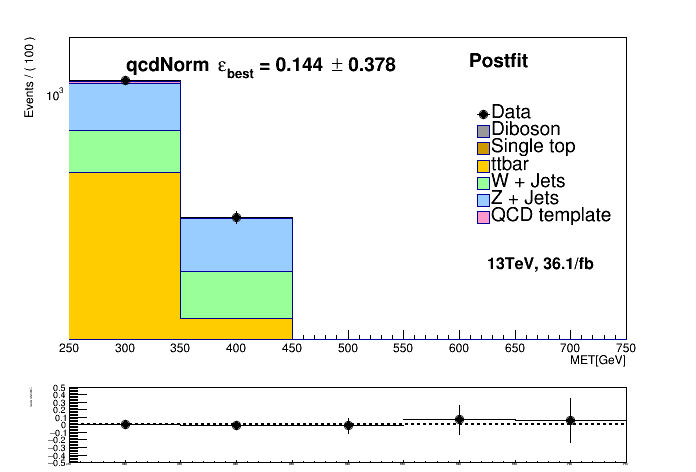 qcdNorm ε_best = 0.144 ± 0.378
Postfit
Events / ( 100 )
10³
Data
Diboson
Single top
ttbar
W + Jets
Z + Jets
QCD template
13TeV, 36.1/fb
250 300 350 400 450 500 550 600 650 700 750
MET[GeV]
0.5
0.4
0.3
0.2
0.1
0
−0.1
−0.2
−0.3
−0.4
−0.5